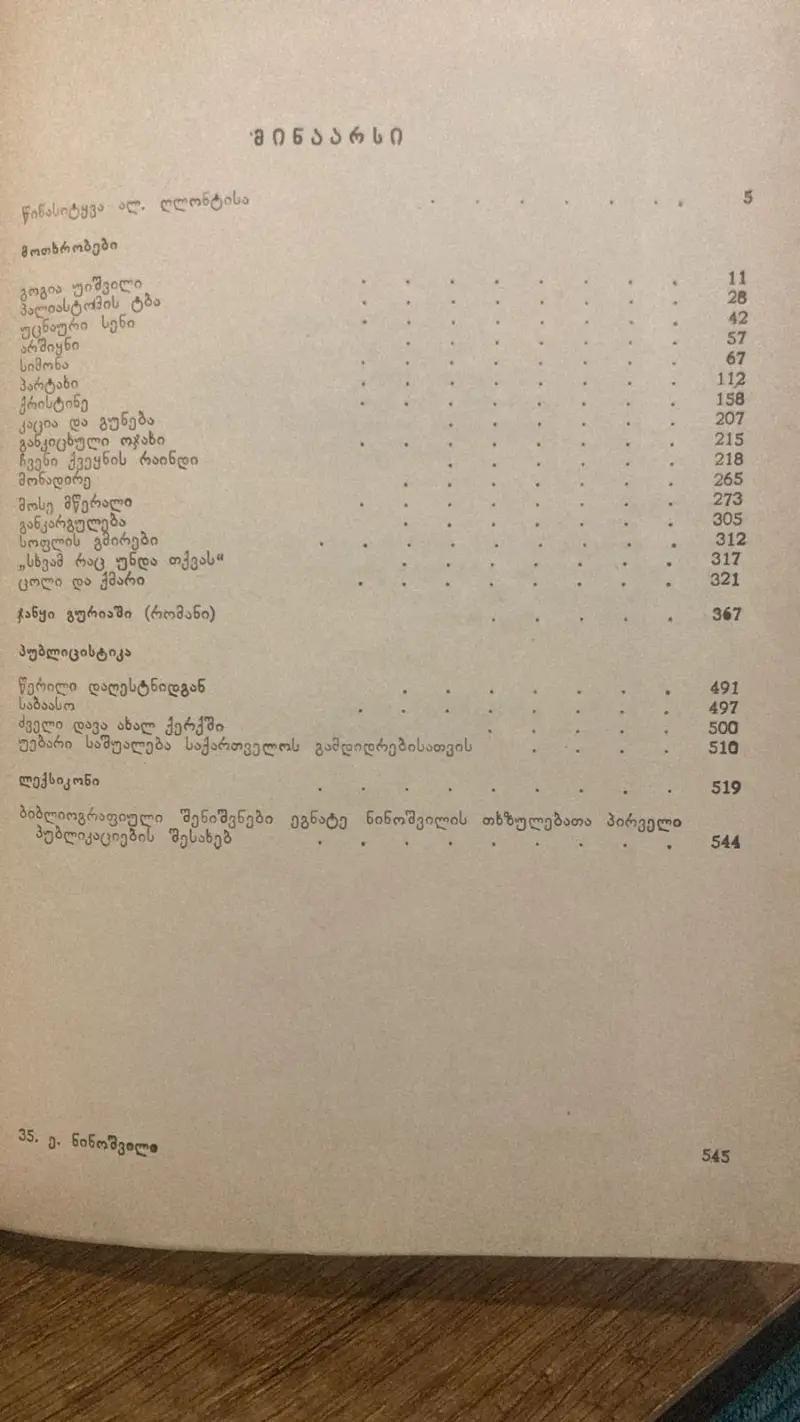 შინაარსი
წინასიტყვა ალ. ღლონტისა . . . . . . . 5
მოთხრობები
გოგია უიშვილი . . . . . . . . 11
პალიასტომის ტბა . . . . . . . . 28
უცნაური სენი . . . . . . . . 42
არშიყნი . . . . . . . 57
სიმონა . . . . . . . . 67
პარტახი . . . . . . . . 112
ქრისტინე . . . . . . . . 158
კაცია და გუნება . . . . . . 207
განკიცხული ოჯახი . . . . . . . . 215
ჩვენი ქვეყნის რაინდი . . . . . . 218
მონადირე . . . . . . . 265
მოსე მწერალი . . . . . . . . 273
განკარგულება . . . . . . . 305
სოფლის გმირები . . . . . . . . . 312
„სხვამ რაც უნდა თქვას“ . . . . . . . 317
ცოლი და ქმარი . . . . . . . . 321
ჯანყი გურიაში (რომანი) . . . . . 367
პუბლიცისტიკა
წერილი დაღესტნიდგან . . . . . . . 491
საბაასო . . . . . . . . 497
ძველი დავა ახალ ქერქში . . . . . 500
უებარი საშუალება საქართველოს გამდიდრებისათვის . . . . 510
ლექსიკონი . . . . . . . . . 519
ბიბლიოგრაფიული შენიშვნები ეგნატე ნინოშვილის თხზულებათა პირველი
პუბლიკაციების შესახებ . . . . . . . . . 544
35. ე. ნინოშვილი
545